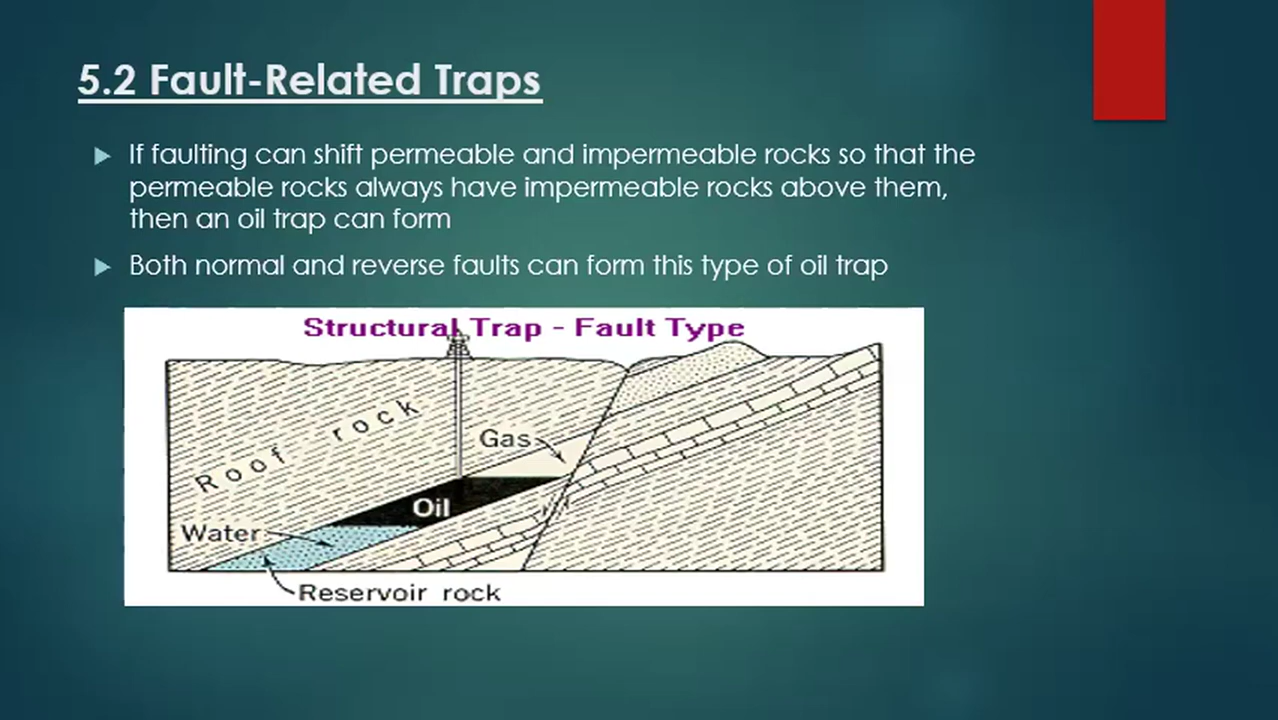 5.2 Fault-Related Traps
If faulting can shift permeable and impermeable rocks so that the
permeable rocks always have impermeable rocks above them,
then an oil trap can form
Both normal and reverse faults can form this type of oil trap
Structural Trap - Fault Type
Roof rock
Gas
Oil
Water
Reservoir rock